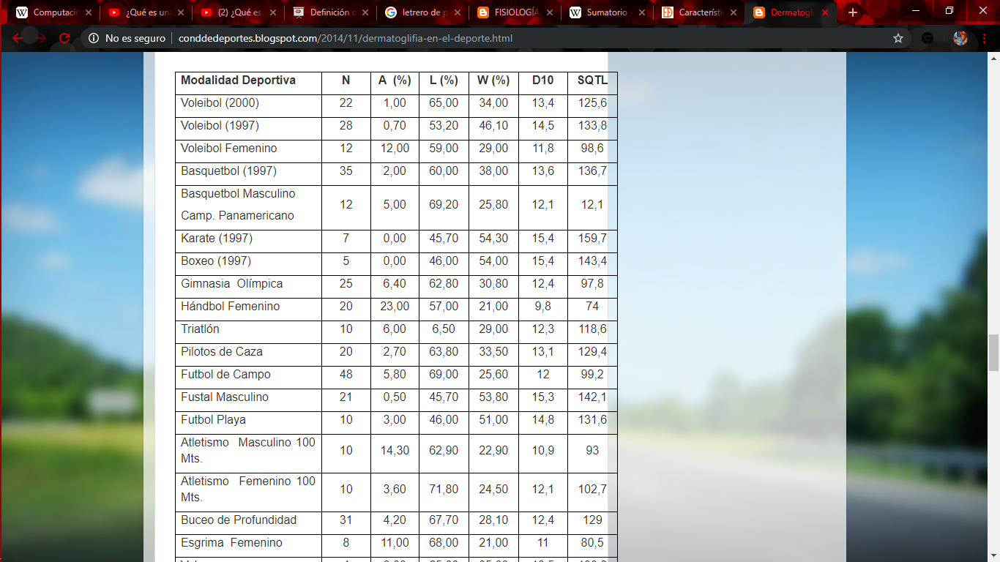 Computació
¿Qué es una
(2) ¿Qué es
Definición d
letrero de p
FISIOLOGÍA
Sumatorio -
Característi
Dermatogli
No es seguro | conddedeportes.blogspot.com/2014/11/dermatoglifia-en-el-deporte.html
Modalidad Deportiva N A (%) L (%) W (%) D10 SQTL
Voleibol (2000) 22 1,00 65,00 34,00 13,4 125,6
Voleibol (1997) 28 0,70 53,20 46,10 14,5 133,8
Voleibol Femenino 12 12,00 59,00 29,00 11,8 98,6
Basquetbol (1997) 35 2,00 60,00 38,00 13,6 136,7
Basquetbol Masculino
Camp. Panamericano 12 5,00 69,20 25,80 12,1 12,1
Karate (1997) 7 0,00 45,70 54,30 15,4 159,7
Boxeo (1997) 5 0,00 46,00 54,00 15,4 143,4
Gimnasia Olímpica 25 6,40 62,80 30,80 12,4 97,8
Hándbol Femenino 20 23,00 57,00 21,00 9,8 74
Triatlón 10 6,00 6,50 29,00 12,3 118,6
Pilotos de Caza 20 2,70 63,80 33,50 13,1 129,4
Futbol de Campo 48 5,80 69,00 25,60 12 99,2
Fustal Masculino 21 0,50 45,70 53,80 15,3 142,1
Futbol Playa 10 3,00 46,00 51,00 14,8 131,6
Atletismo Masculino 100
Mts. 10 14,30 62,90 22,90 10,9 93
Atletismo Femenino 100
Mts. 10 3,60 71,80 24,50 12,1 102,7
Buceo de Profundidad 31 4,20 67,70 28,10 12,4 129
Esgrima Femenino 8 11,00 68,00 21,00 11 80,5